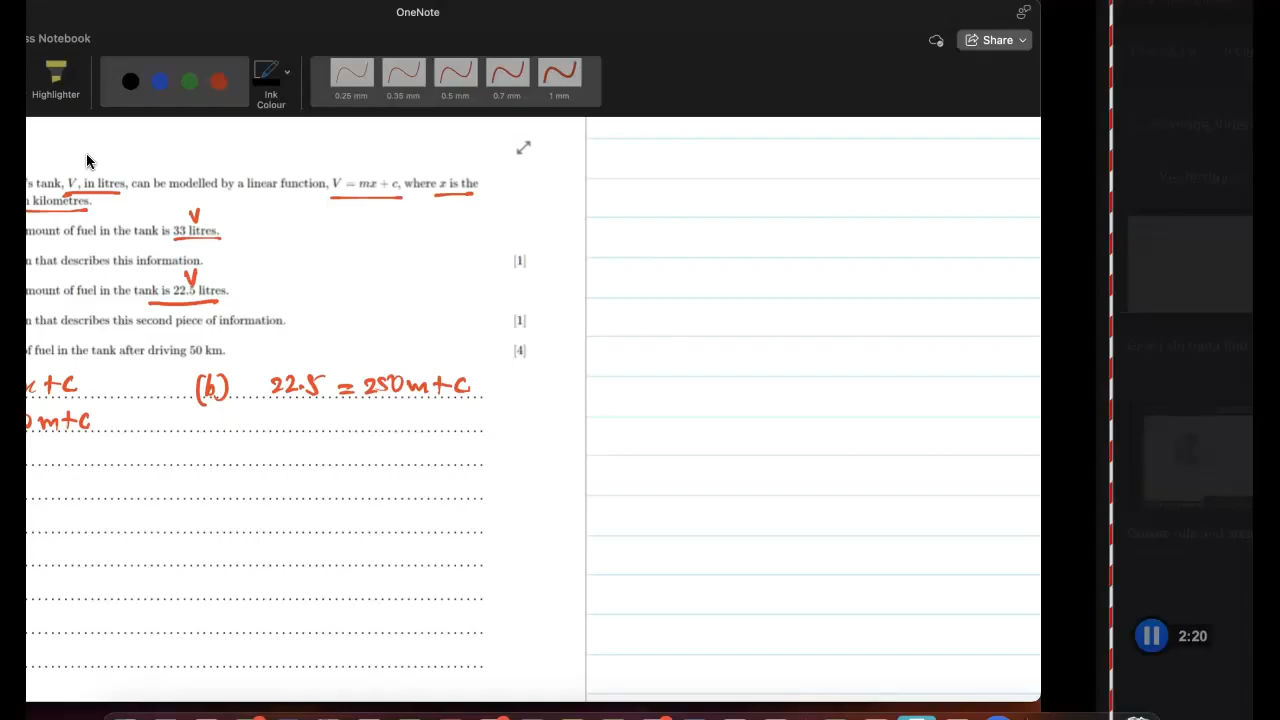 OneNote
ss Notebook
Share
Highlighter
Ink
Colour
0.25 mm
0.35 mm
0.5 mm
0.7 mm
1 mm
's tank, V, in litres, can be modelled by a linear function, V = mx + c, where x is the
kilometres.
V
mount of fuel in the tank is 33 litres.
n that describes this information. [1]
V
mount of fuel in the tank is 22.5 litres.
n that describes this second piece of information. [1]
f fuel in the tank after driving 50 km. [4]
x + C (b) 22.5 = 250m + C
0 m + C
Yesterday
2:20